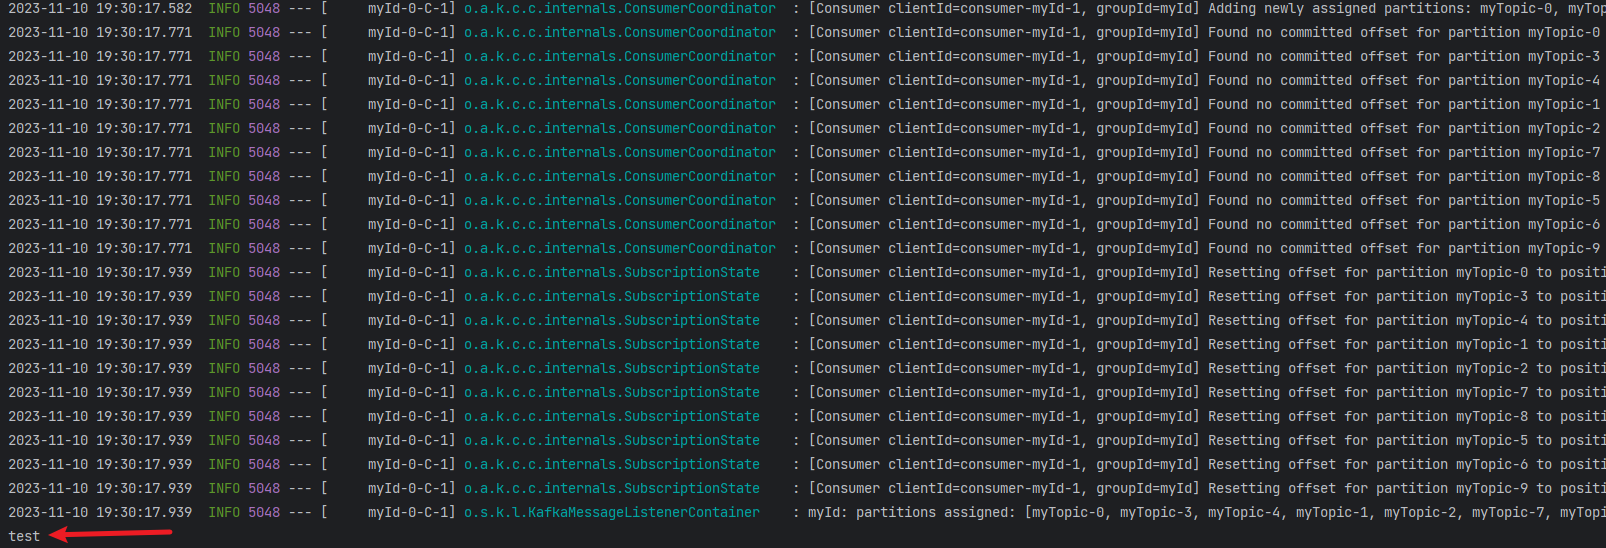 2023-11-10 19:30:17.582  INFO 5048 --- [     myId-0-C-1] o.a.k.c.c.internals.ConsumerCoordinator  : [Consumer clientId=consumer-myId-1, groupId=myId] Adding newly assigned partitions: myTopic-0, myTop
2023-11-10 19:30:17.771  INFO 5048 --- [     myId-0-C-1] o.a.k.c.c.internals.ConsumerCoordinator  : [Consumer clientId=consumer-myId-1, groupId=myId] Found no committed offset for partition myTopic-0
2023-11-10 19:30:17.771  INFO 5048 --- [     myId-0-C-1] o.a.k.c.c.internals.ConsumerCoordinator  : [Consumer clientId=consumer-myId-1, groupId=myId] Found no committed offset for partition myTopic-3
2023-11-10 19:30:17.771  INFO 5048 --- [     myId-0-C-1] o.a.k.c.c.internals.ConsumerCoordinator  : [Consumer clientId=consumer-myId-1, groupId=myId] Found no committed offset for partition myTopic-4
2023-11-10 19:30:17.771  INFO 5048 --- [     myId-0-C-1] o.a.k.c.c.internals.ConsumerCoordinator  : [Consumer clientId=consumer-myId-1, groupId=myId] Found no committed offset for partition myTopic-1
2023-11-10 19:30:17.771  INFO 5048 --- [     myId-0-C-1] o.a.k.c.c.internals.ConsumerCoordinator  : [Consumer clientId=consumer-myId-1, groupId=myId] Found no committed offset for partition myTopic-2
2023-11-10 19:30:17.771  INFO 5048 --- [     myId-0-C-1] o.a.k.c.c.internals.ConsumerCoordinator  : [Consumer clientId=consumer-myId-1, groupId=myId] Found no committed offset for partition myTopic-7
2023-11-10 19:30:17.771  INFO 5048 --- [     myId-0-C-1] o.a.k.c.c.internals.ConsumerCoordinator  : [Consumer clientId=consumer-myId-1, groupId=myId] Found no committed offset for partition myTopic-8
2023-11-10 19:30:17.771  INFO 5048 --- [     myId-0-C-1] o.a.k.c.c.internals.ConsumerCoordinator  : [Consumer clientId=consumer-myId-1, groupId=myId] Found no committed offset for partition myTopic-5
2023-11-10 19:30:17.771  INFO 5048 --- [     myId-0-C-1] o.a.k.c.c.internals.ConsumerCoordinator  : [Consumer clientId=consumer-myId-1, groupId=myId] Found no committed offset for partition myTopic-6
2023-11-10 19:30:17.771  INFO 5048 --- [     myId-0-C-1] o.a.k.c.c.internals.ConsumerCoordinator  : [Consumer clientId=consumer-myId-1, groupId=myId] Found no committed offset for partition myTopic-9
2023-11-10 19:30:17.939  INFO 5048 --- [     myId-0-C-1] o.a.k.c.c.internals.SubscriptionState    : [Consumer clientId=consumer-myId-1, groupId=myId] Resetting offset for partition myTopic-0 to positi
2023-11-10 19:30:17.939  INFO 5048 --- [     myId-0-C-1] o.a.k.c.c.internals.SubscriptionState    : [Consumer clientId=consumer-myId-1, groupId=myId] Resetting offset for partition myTopic-3 to positi
2023-11-10 19:30:17.939  INFO 5048 --- [     myId-0-C-1] o.a.k.c.c.internals.SubscriptionState    : [Consumer clientId=consumer-myId-1, groupId=myId] Resetting offset for partition myTopic-4 to positi
2023-11-10 19:30:17.939  INFO 5048 --- [     myId-0-C-1] o.a.k.c.c.internals.SubscriptionState    : [Consumer clientId=consumer-myId-1, groupId=myId] Resetting offset for partition myTopic-1 to positi
2023-11-10 19:30:17.939  INFO 5048 --- [     myId-0-C-1] o.a.k.c.c.internals.SubscriptionState    : [Consumer clientId=consumer-myId-1, groupId=myId] Resetting offset for partition myTopic-2 to positi
2023-11-10 19:30:17.939  INFO 5048 --- [     myId-0-C-1] o.a.k.c.c.internals.SubscriptionState    : [Consumer clientId=consumer-myId-1, groupId=myId] Resetting offset for partition myTopic-7 to positi
2023-11-10 19:30:17.939  INFO 5048 --- [     myId-0-C-1] o.a.k.c.c.internals.SubscriptionState    : [Consumer clientId=consumer-myId-1, groupId=myId] Resetting offset for partition myTopic-8 to positi
2023-11-10 19:30:17.939  INFO 5048 --- [     myId-0-C-1] o.a.k.c.c.internals.SubscriptionState    : [Consumer clientId=consumer-myId-1, groupId=myId] Resetting offset for partition myTopic-5 to positi
2023-11-10 19:30:17.939  INFO 5048 --- [     myId-0-C-1] o.a.k.c.c.internals.SubscriptionState    : [Consumer clientId=consumer-myId-1, groupId=myId] Resetting offset for partition myTopic-6 to positi
2023-11-10 19:30:17.939  INFO 5048 --- [     myId-0-C-1] o.a.k.c.c.internals.SubscriptionState    : [Consumer clientId=consumer-myId-1, groupId=myId] Resetting offset for partition myTopic-9 to positi
2023-11-10 19:30:17.939  INFO 5048 --- [     myId-0-C-1] o.s.k.l.KafkaMessageListenerContainer    : myId: partitions assigned: [myTopic-0, myTopic-3, myTopic-4, myTopic-1, myTopic-2, myTopic-7, myTopi
test